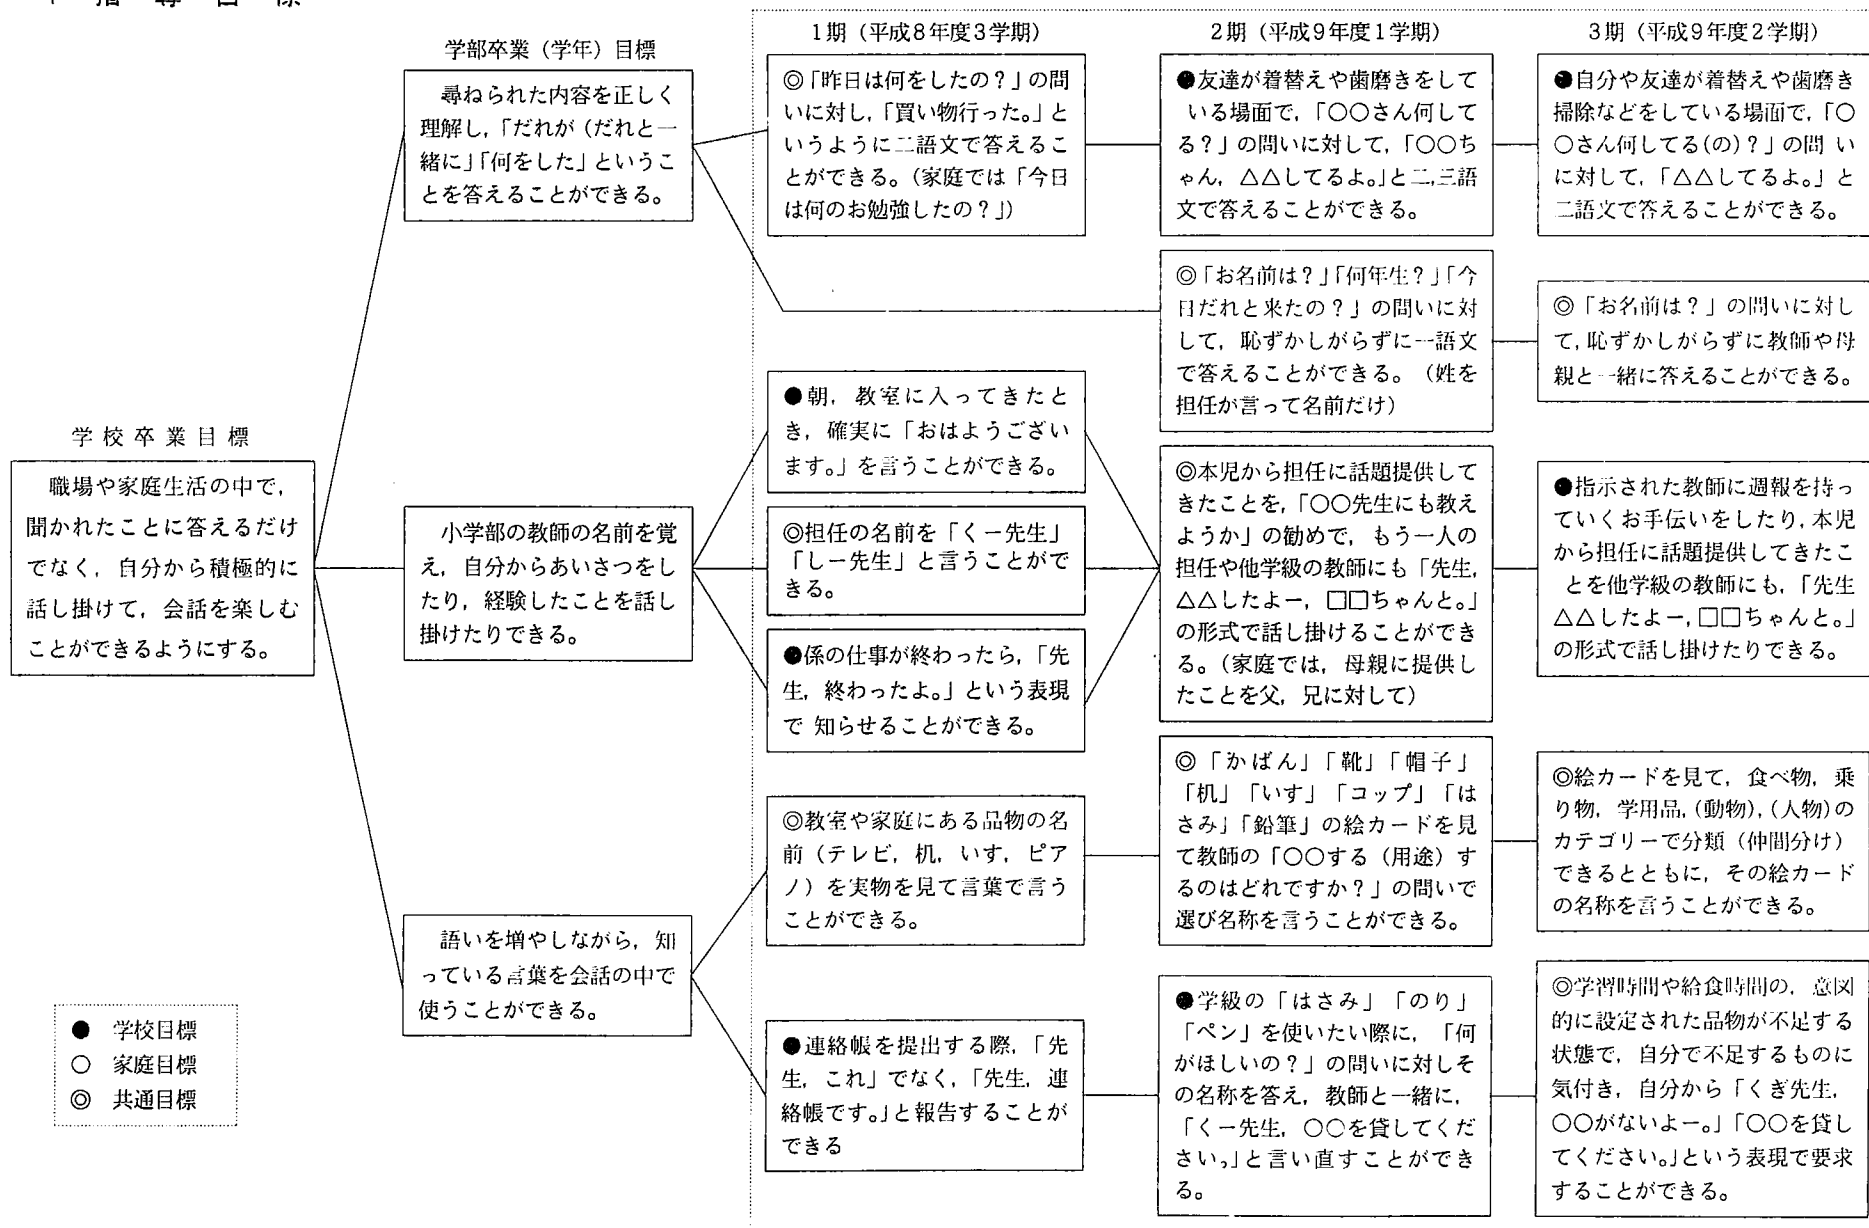 指 導 目 標
学校卒業目標
職場や家庭生活の中で，
聞かれたことに答えるだけ
でなく，自分から積極的に
話し掛けて，会話を楽しむ
ことができるようにする。
● 学校目標
○ 家庭目標
◎ 共通目標
学部卒業（学年）目標
尋ねられた内容を正しく
理解し，「だれが（だれと一
緒に）」「何をした」というこ
とを答えることができる。
小学部の教師の名前を覚
え，自分からあいさつをし
たり，経験したことを話し
掛けたりできる。
語いを増やしながら，知
っている言葉を会話の中で
使うことができる。
1期（平成8年度3学期）
◎「昨日は何をしたの？」の問
いに対し，「買い物行った。」と
いうように二語文で答えるこ
とができる。（家庭では「今日
は何のお勉強したの？」）
●朝，教室に入ってきたと
き，確実に「おはようござい
ます。」を言うことができる。
◎担任の名前を「くー先生」
「しー先生」と言うことがで
きる。
●係の仕事が終わったら，「先
生，終わったよ。」という表現
で 知らせることができる。
◎教室や家庭にある品物の名
前（テレビ，机，いす，ピア
ノ）を実物を見て言葉で言う
ことができる。
●連絡帳を提出する際，「先
生，これ」でなく，「先生，連
絡帳です。」と報告することが
できる
2期（平成9年度1学期）
●友達が着替えや歯磨きをして
いる場面で，「○○さん何して
る？」の問いに対して，「○○ち
ゃん，△△してるよ。」と二,三語
文で答えることができる。
◎「お名前は？」「何年生？」「今
日だれと来たの？」の問いに対
して，恥ずかしがらずに一語文
で答えることができる。（姓を
担任が言って名前だけ）
◎本児から担任に話題提供して
きたことを，「○○先生にも教え
ようか」の勧めで，もう一人の
担任や他学級の教師にも「先生，
△△したよー，□□ちゃんと。」
の形式で話し掛けることができ
る。（家庭では，母親に提供し
たことを父，兄に対して）
◎「かばん」「靴」「帽子」
「机」「いす」「コップ」「は
さみ」「鉛筆」の絵カードを見
て教師の「○○する（用途）す
るのはどれですか？」の問いで
選び名称を言うことができる。
●学級の「はさみ」「のり」
「ペン」を使いたい際に，「何
がほしいの？」の問いに対しそ
の名称を答え，教師と一緒に，
「くー先生，○○を貸してくだ
さい。」と言い直すことができ
る。
3期（平成9年度2学期）
●自分や友達が着替えや歯磨き
掃除などをしている場面で，「○
○さん何してる(の)？」の問 い
に対して，「△△してるよ。」と
二語文で答えることができる。
◎「お名前は？」の問いに対し
て，恥ずかしがらずに教師や母
親と一緒に答えることができる。
●指示された教師に週報を持っ
ていくお手伝いをしたり，本児
から担任に話題提供してきたこ
とを他学級の教師にも，「先生
△△したよー，□□ちゃんと。」
の形式で話し掛けたりできる。
◎絵カードを見て，食べ物，乗
り物，学用品，(動物)，(人物)の
カテゴリーで分類（仲間分け）
できるとともに，その絵カード
の名称を言うことができる。
◎学習時間や給食時間の，意図
的に設定された品物が不足する
状態で，自分で不足するものに
気付き，自分から「くぎ先生，
○○がないよー。」「○○を貸し
てください。」という表現で要求
することができる。